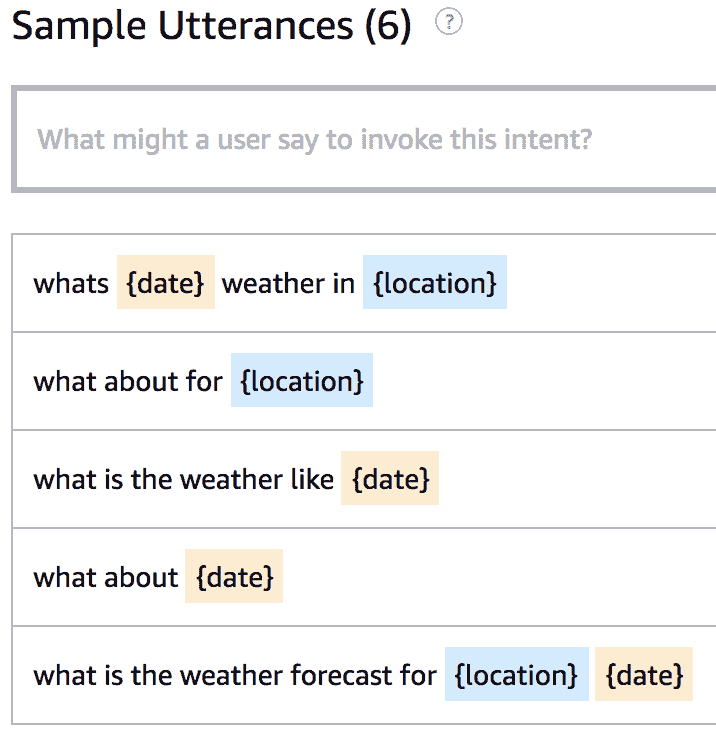 Sample Utterances (6) ?
What might a user say to invoke this intent?
whats {date} weather in {location}
what about for {location}
what is the weather like {date}
what about {date}
what is the weather forecast for {location} {date}